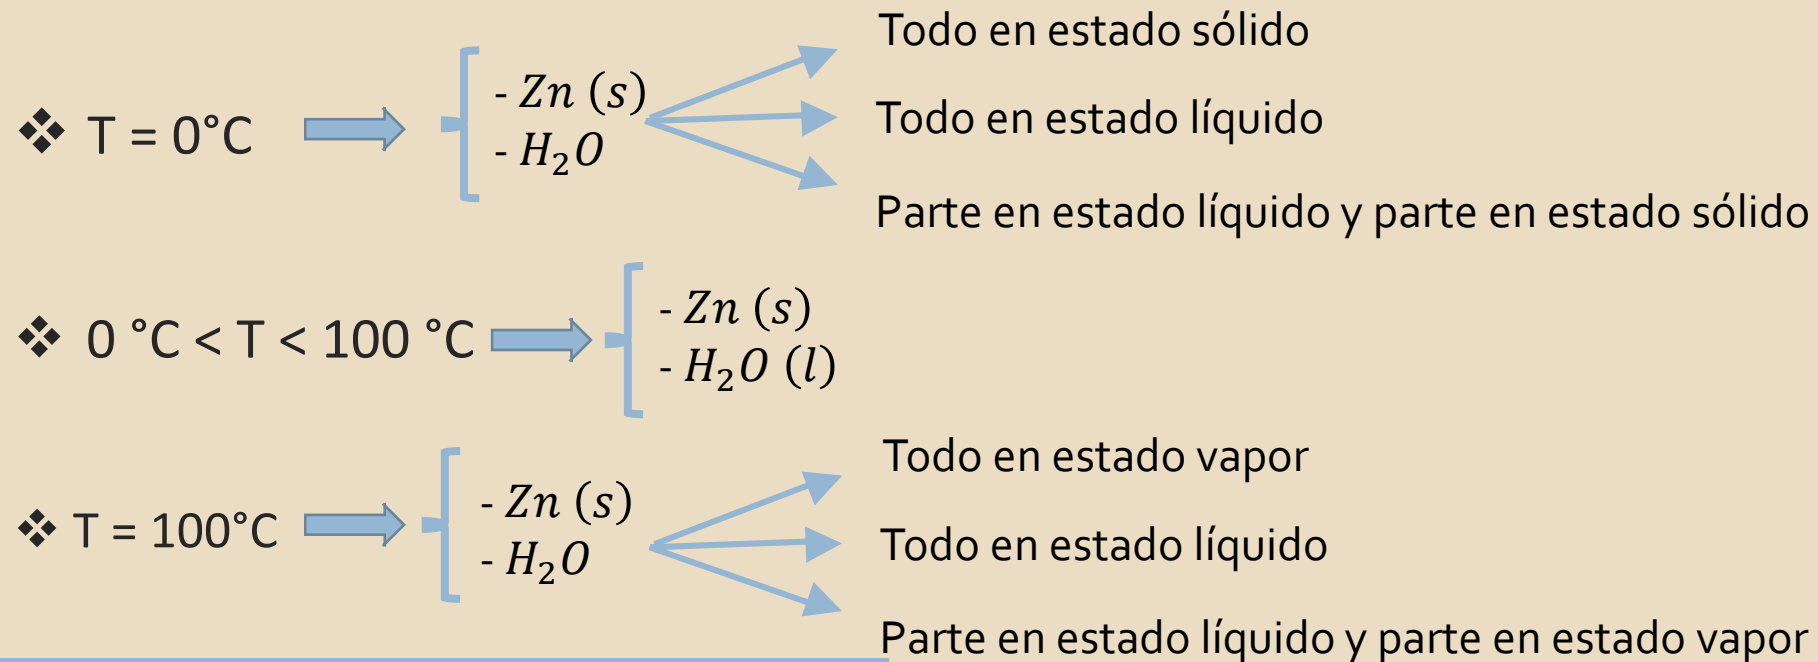 Todo en estado sólido
❖ T = 0°C
- Zn (s)
- H₂O
Todo en estado líquido
Parte en estado líquido y parte en estado sólido
❖ 0 °C < T < 100 °C
- Zn (s)
- H₂O (l)
❖ T = 100°C
- Zn (s)
- H₂O
Todo en estado vapor
Todo en estado líquido
Parte en estado líquido y parte en estado vapor